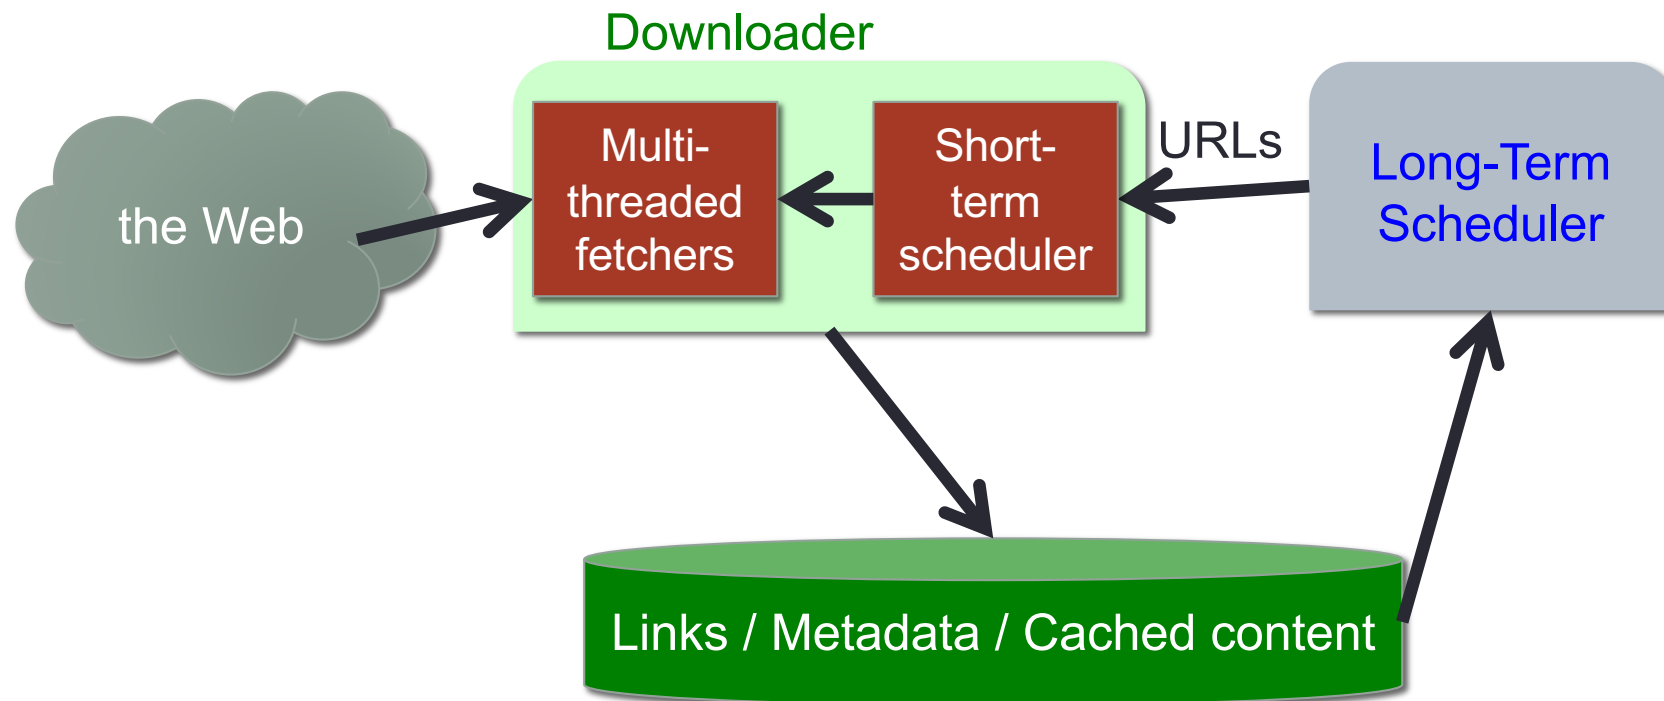 Downloader
the Web
Multi-
threaded
fetchers
Short-
term
scheduler
URLs
Long-Term
Scheduler
Links / Metadata / Cached content